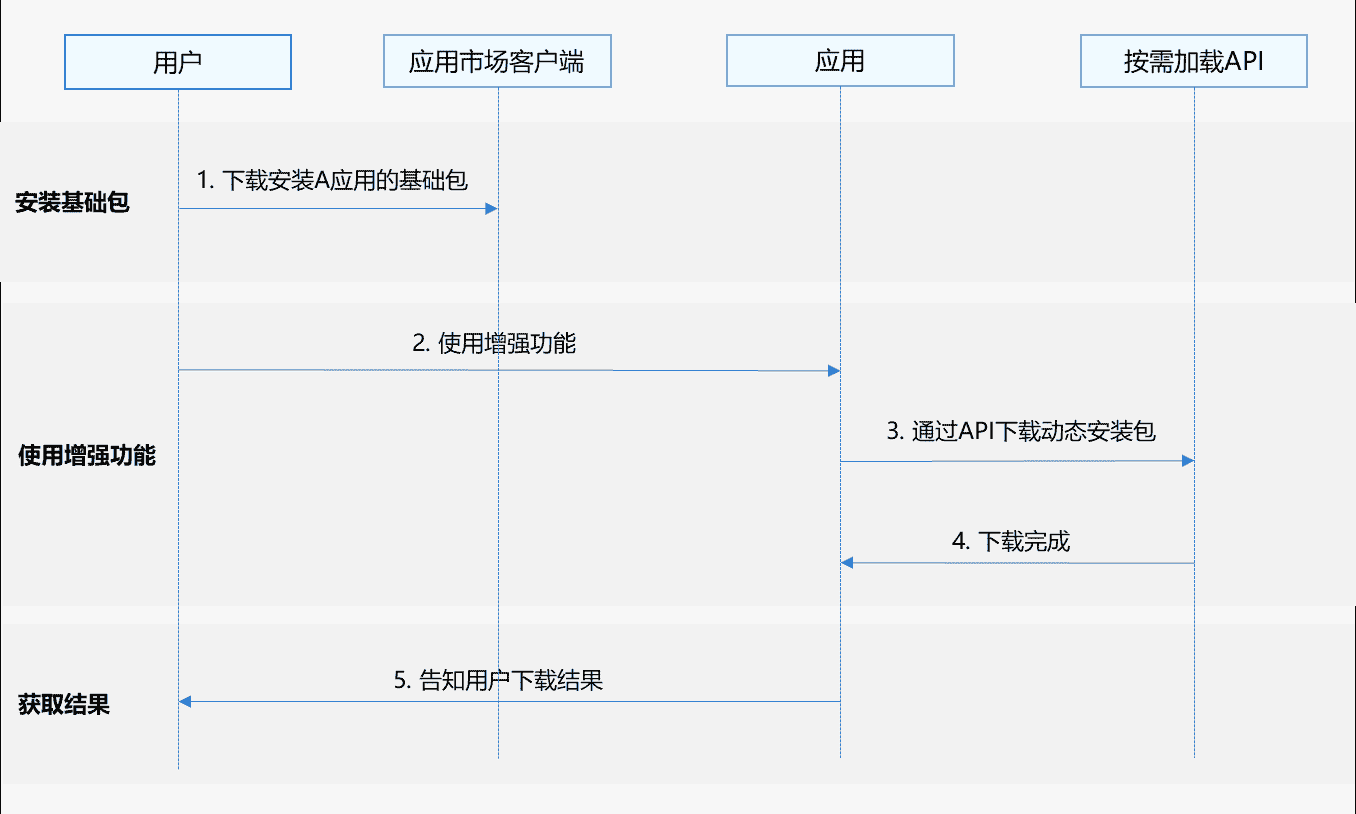 用户
应用市场客户端
应用
按需加载API
1. 下载安装A应用的基础包
安装基础包
2. 使用增强功能
3. 通过API下载动态安装包
使用增强功能
4. 下载完成
5. 告知用户下载结果
获取结果